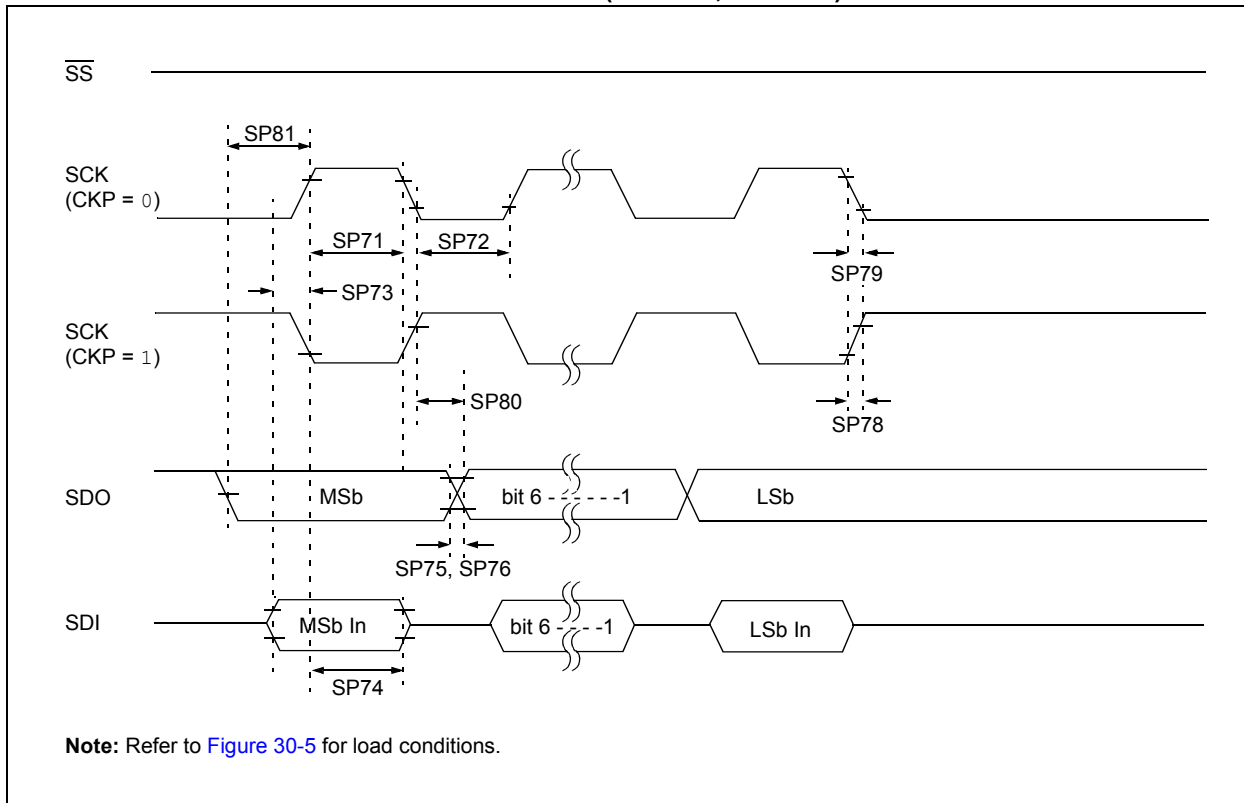 SS
SP81
SCK
(CKP = 0)
SP71
SP72
SP79
SP73
SCK
(CKP = 1)
SP80
SP78
SDO
MSb
bit 6 - - - - - -1
LSb
SP75, SP76
SDI
MSb In
bit 6 - - - -1
LSb In
SP74
Note: Refer to Figure 30-5 for load conditions.